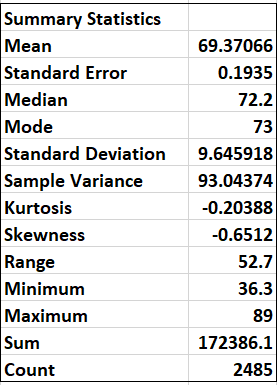 Summary Statistics
Mean 69.37066
Standard Error 0.1935
Median 72.2
Mode 73
Standard Deviation 9.645918
Sample Variance 93.04374
Kurtosis -0.20388
Skewness -0.6512
Range 52.7
Minimum 36.3
Maximum 89
Sum 172386.1
Count 2485